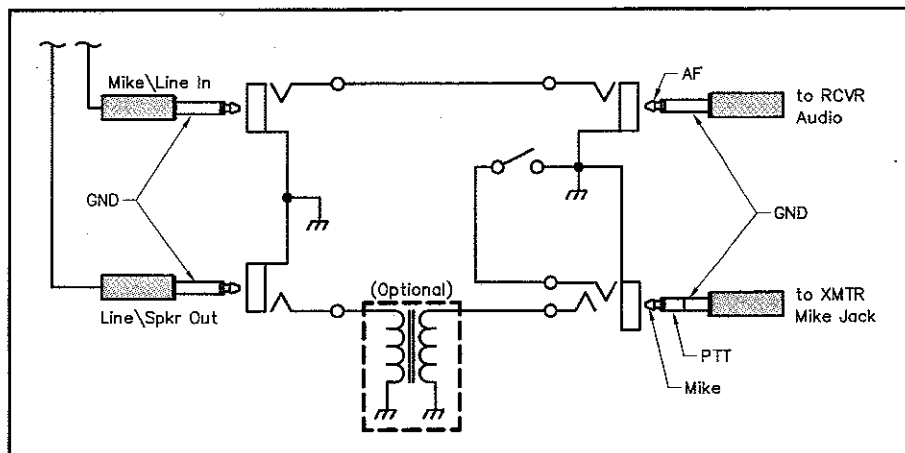 Mike\Line In
AF
to RCVR
Audio
GND
GND
(Optional)
Line\Spkr Out
to XMTR
Mike Jack
PTT
Mike